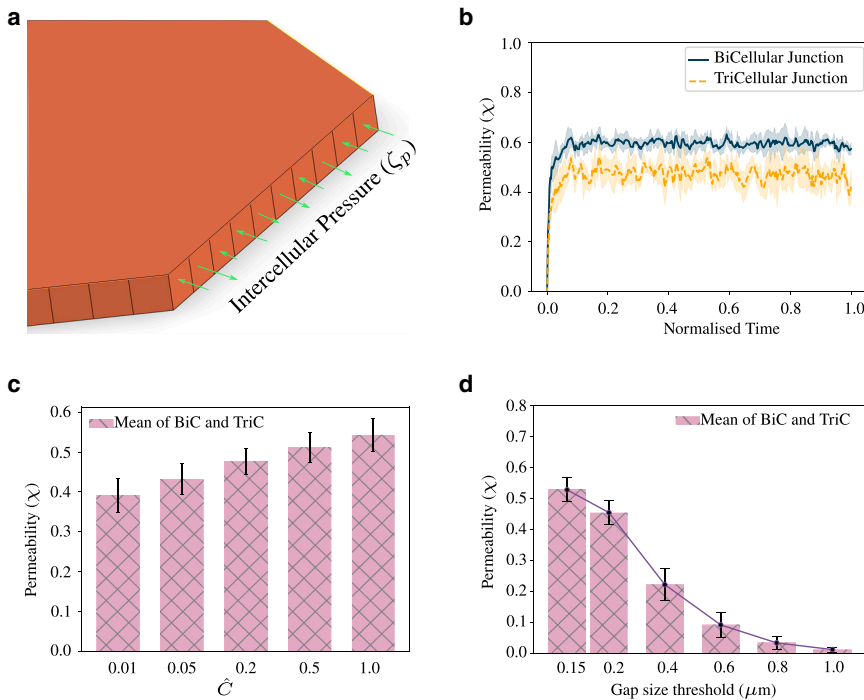 a
Intercellular Pressure (ζ̌p)
b
1.0
0.8
0.6
0.4
0.2
0.0
Permeability (χ)
BiCellular Junction
TriCellular Junction
0.0 0.2 0.4 0.6 0.8 1.0
Normalised Time
c
0.6
0.5
0.4
0.3
0.2
0.1
0.0
Permeability (χ)
Mean of BiC and TriC
0.01 0.05 0.2 0.5 1.0
Ĉ
d
0.8
0.7
0.6
0.5
0.4
0.3
0.2
0.1
0.0
Permeability (χ)
Mean of BiC and TriC
0.15 0.2 0.4 0.6 0.8 1.0
Gap size threshold (μm)